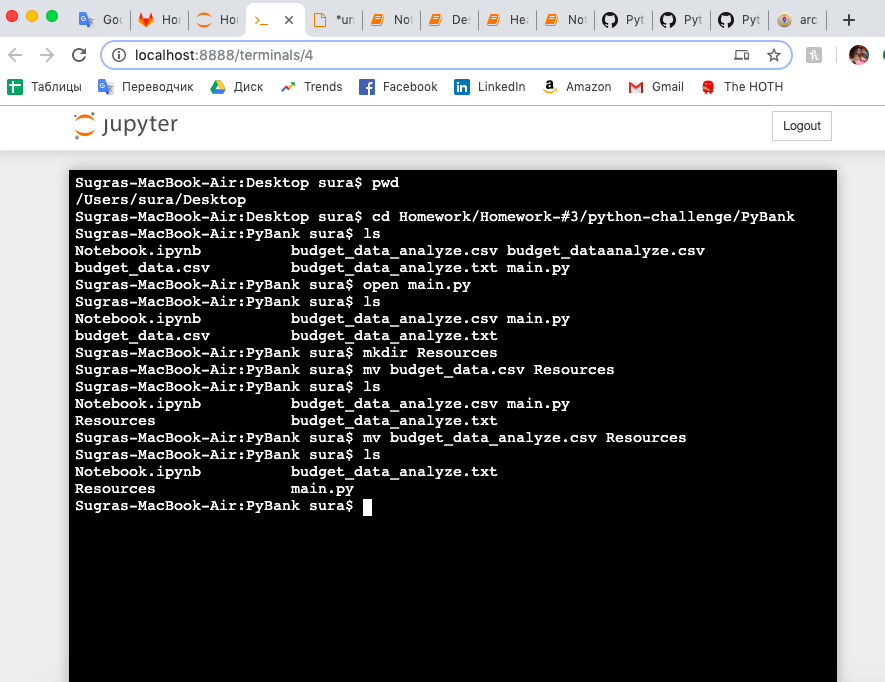 Goo Hor Hor *un Not Des Hea Not Pyt Pyt Pyt arc
localhost:8888/terminals/4
Таблицы Переводчик Диск Trends Facebook LinkedIn Amazon Gmail The HOTH
jupyter Logout
Sugras-MacBook-Air:Desktop sura$ pwd
/Users/sura/Desktop
Sugras-MacBook-Air:Desktop sura$ cd Homework/Homework-#3/python-challenge/PyBank
Sugras-MacBook-Air:PyBank sura$ ls
Notebook.ipynb budget_data_analyze.csv budget_dataanalyze.csv
budget_data.csv budget_data_analyze.txt main.py
Sugras-MacBook-Air:PyBank sura$ open main.py
Sugras-MacBook-Air:PyBank sura$ ls
Notebook.ipynb budget_data_analyze.csv main.py
budget_data.csv budget_data_analyze.txt
Sugras-MacBook-Air:PyBank sura$ mkdir Resources
Sugras-MacBook-Air:PyBank sura$ mv budget_data.csv Resources
Sugras-MacBook-Air:PyBank sura$ ls
Notebook.ipynb budget_data_analyze.csv main.py
Resources budget_data_analyze.txt
Sugras-MacBook-Air:PyBank sura$ mv budget_data_analyze.csv Resources
Sugras-MacBook-Air:PyBank sura$ ls
Notebook.ipynb budget_data_analyze.txt
Resources main.py
Sugras-MacBook-Air:PyBank sura$